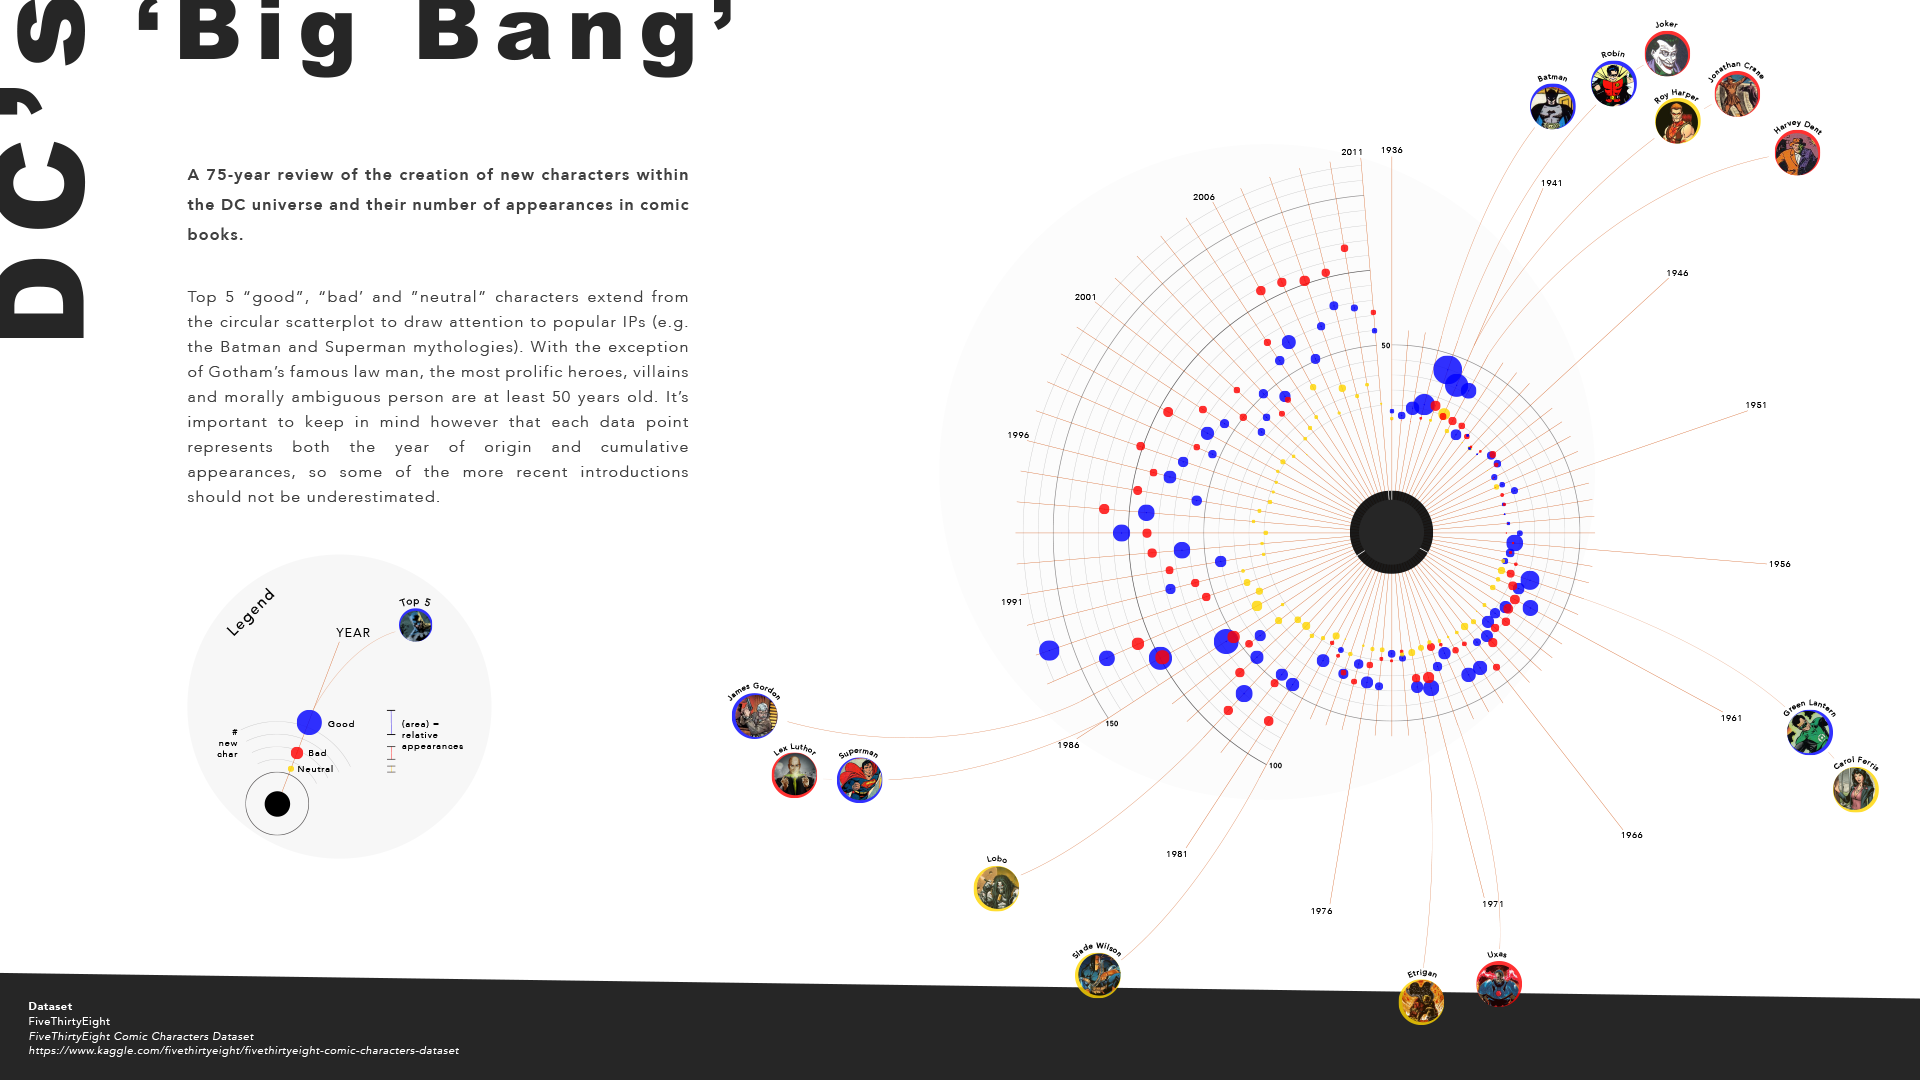 DC’s
‘Big Bang’
A 75-year review of the creation of new characters within
the DC universe and their number of appearances in comic
books.
Top 5 “good”, “bad’ and ”neutral” characters extend from
the circular scatterplot to draw attention to popular IPs (e.g.
the Batman and Superman mythologies). With the exception
of Gotham’s famous law man, the most prolific heroes, villains
and morally ambiguous person are at least 50 years old. It’s
important to keep in mind however that each data point
represents both the year of origin and cumulative
appearances, so some of the more recent introductions
should not be underestimated.
Legend
Top 5
YEAR
Good
Bad
Neutral
#
new
char
(area) =
relative
appearances
Joker
Robin
Batman
Jonathan Crane
Roy Harper
Harvey Dent
2011
1936
1941
2006
1946
2001
50
1951
1996
1956
1991
James Gordon
Lex Luthor
Superman
150
1986
100
1961
Green Lantern
Carol Ferris
1966
1981
Lobo
1976
1971
Slade Wilson
Etrigan
Uxas
Dataset
FiveThirtyEight
FiveThirtyEight Comic Characters Dataset
https://www.kaggle.com/fivethirtyeight/fivethirtyeight-comic-characters-dataset